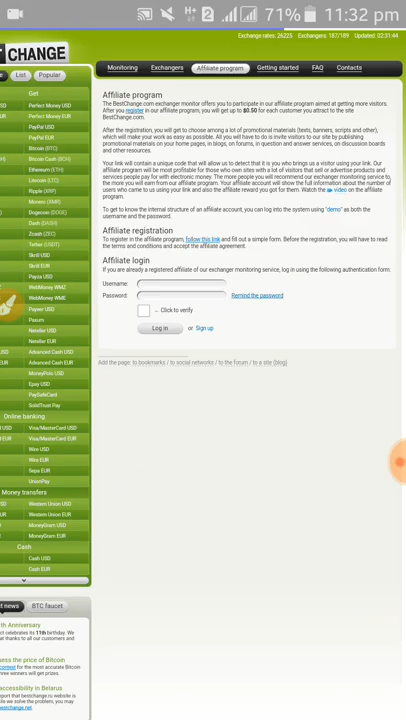 71% 11:32 pm
Exchange rates: 26225 Exchangers: 187/189 Updated: 02:31:44
CHANGE
List Popular
Monitoring Exchangers Affiliate program Getting started FAQ Contacts
Get
Perfect Money USD
Perfect Money EUR
PayPal USD
PayPal EUR
Bitcoin (BTC)
Bitcoin Cash (BCH)
Ethereum (ETH)
Litecoin (LTC)
Ripple (XRP)
Monero (XMR)
Dogecoin (DOGE)
Dash (DASH)
Zcash (ZEC)
Tether (USDT)
Skrill USD
Skrill EUR
Payza USD
WebMoney WMZ
WebMoney WME
Payeer USD
Paxum
Neteller USD
Neteller EUR
Advanced Cash USD
Advanced Cash EUR
MoneyPolo USD
Epay USD
PaySafeCard
SolidTrust Pay
Online banking
Visa/MasterCard USD
Visa/MasterCard EUR
Wire USD
Wire EUR
Sepa EUR
UnionPay
Money transfers
Western Union USD
Western Union EUR
MoneyGram USD
MoneyGram EUR
Cash
Cash USD
Cash EUR
Affiliate program
The BestChange.com exchanger monitor offers you to participate in our affiliate program aimed at getting more visitors.
After you register in our affiliate program, you will get up to $0.50 for each customer you attract to the site
BestChange.com.
After the registration, you will get to choose among a lot of promotional materials (texts, banners, scripts and other),
which will make your work as easy as possible. All you will have to do is invite visitors to our site by publishing
promotional materials on your home pages, in blogs, on forums, in question and answer services, on discussion boards
and other resources.
Your link will contain a unique code that will allow us to detect that it is you who brings us a visitor using your link. Our
affiliate program will be most profitable for those who own sites with a lot of visitors that sell or advertise products and
services people pay for with electronic money. The more people you will recommend our exchange monitoring service to,
the more you will earn from our affiliate program. Your affiliate account will show the full information about the number of
users who came to us using your link and also the affiliate reward you got for them. Watch the video on the affiliate
program.
To get to know the internal structure of an affiliate account, you can log into the system using "demo" as both the
username and the password.
Affiliate registration
To register in the affiliate program, follow this link and fill out a simple form. Before the registration, you will have to read
the terms and conditions and accept the affiliate agreement.
Affiliate login
If you are already a registered affiliate of our exchanger monitoring service, log in using the following authentication form:
Username:
Password: Remind the password
← Click to verify
Log in or Sign up
Add the page: to bookmarks / to social networks / to the forum / to a site (blog)
t news BTC faucet
th Anniversary
ct celebrates its 11th birthday. We
that thanks to all our customers and
ess the price of Bitcoin
contest for the most accurate Bitcoin
three winners will get prizes.
accessibility in Belarus
report that bestchange.ru website is
le we solve the problem, you may
estchange.net.